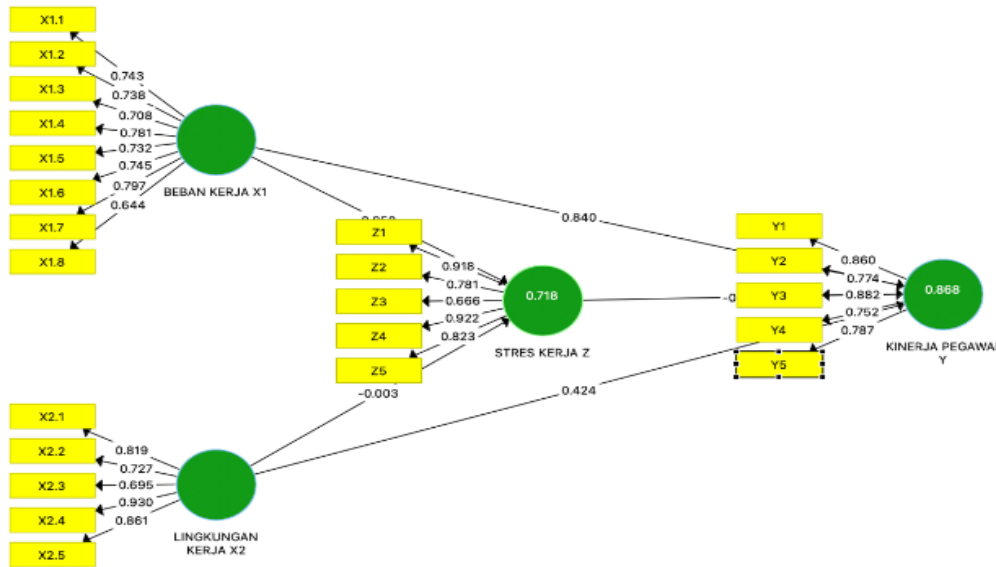 X1.1
X1.2
X1.3
X1.4
X1.5
X1.6
X1.7
X1.8
0.743
0.738
0.708
0.781
0.732
0.745
0.797
0.644
BEBAN KERJA X1
0.840
Z1
Z2
Z3
Z4
Z5
0.918
0.781
0.666
0.922
0.823
0.718
STRES KERJA Z
-0.003
0.424
Y1
Y2
Y3
Y4
Y5
0.860
0.774
0.882
0.752
0.787
0.868
KINERJA PEGAWAI
Y
X2.1
X2.2
X2.3
X2.4
X2.5
0.819
0.727
0.695
0.930
0.861
LINGKUNGAN
KERJA X2